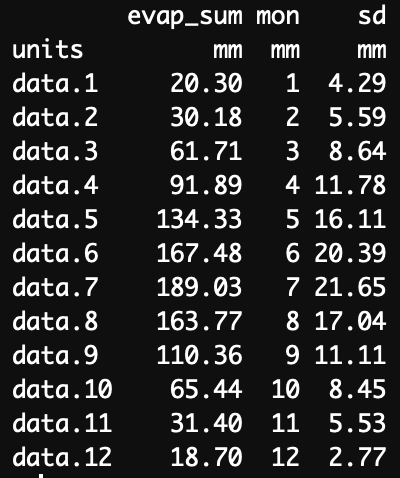 evap_sum mon sd
units mm mm mm
data.1 20.30 1 4.29
data.2 30.18 2 5.59
data.3 61.71 3 8.64
data.4 91.89 4 11.78
data.5 134.33 5 16.11
data.6 167.48 6 20.39
data.7 189.03 7 21.65
data.8 163.77 8 17.04
data.9 110.36 9 11.11
data.10 65.44 10 8.45
data.11 31.40 11 5.53
data.12 18.70 12 2.77